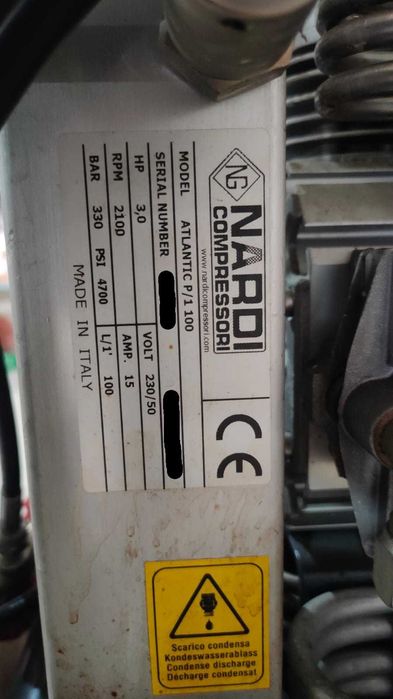 NG NARDI
COMPRESSORI
www.nardicompressori.com
CE
MODEL ATLANTIC P/1 100
SERIAL NUMBER
HP 3,0 VOLT 230/50
RPM 2100 AMP. 15
BAR 330 PSI 4700 L/1' 100
MADE IN ITALY
Scarico condensa
Kondeswasserablass
Condense discharge
Décharge condensat